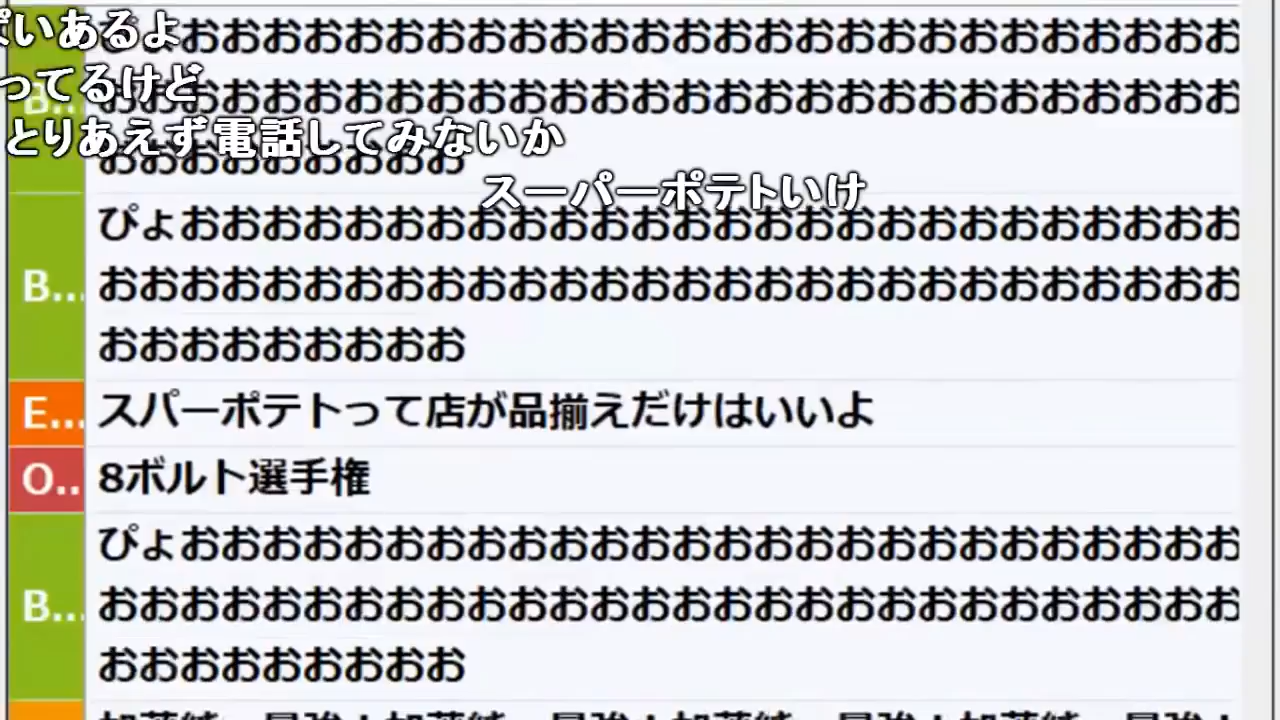 いあるよ
おおおおおおおおおおおおおおおおおおおおおおおおおお
ってるけど
B...
おおおおおおおおおおおおおおおおおおおおおおおおおおおお
とりあえず電話してみないか
おおおおおおおおお
スーパーポテトいけ
B...
ぴょおおおおおおおおおおおおおおおおおおおおおおおおおお
おおおおおおおおおおおおおおおおおおおおおおおおおおおお
おおおおおおおおお
E...
スパーポテトって店が品揃えだけはいいよ
O..
8ボルト選手権
B...
ぴょおおおおおおおおおおおおおおおおおおおおおおおおおお
おおおおおおおおおおおおおおおおおおおおおおおおおおおお
おおおおおおおおお